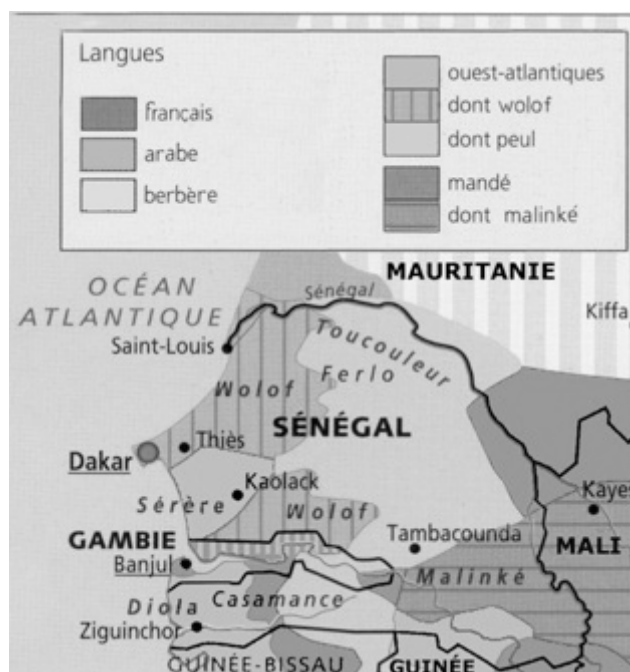 Langues
français
arabe
berbère
ouest-atlantiques
dont wolof
dont peul
mandé
dont malinké
MAURITANIE
OCÉAN
ATLANTIQUE
Sénégal
Kiffa
Saint-Louis
Toucouleur
Ferlo
Wolof
SÉNÉGAL
Thiès
Dakar
Kaolack
Kayes
Sérère
Wolof
GAMBIE
Tambacounda
MALI
Banjul
Malinké
Casamance
Diola
Ziguinchor
GUINÉE-BISSAU
GUINÉE